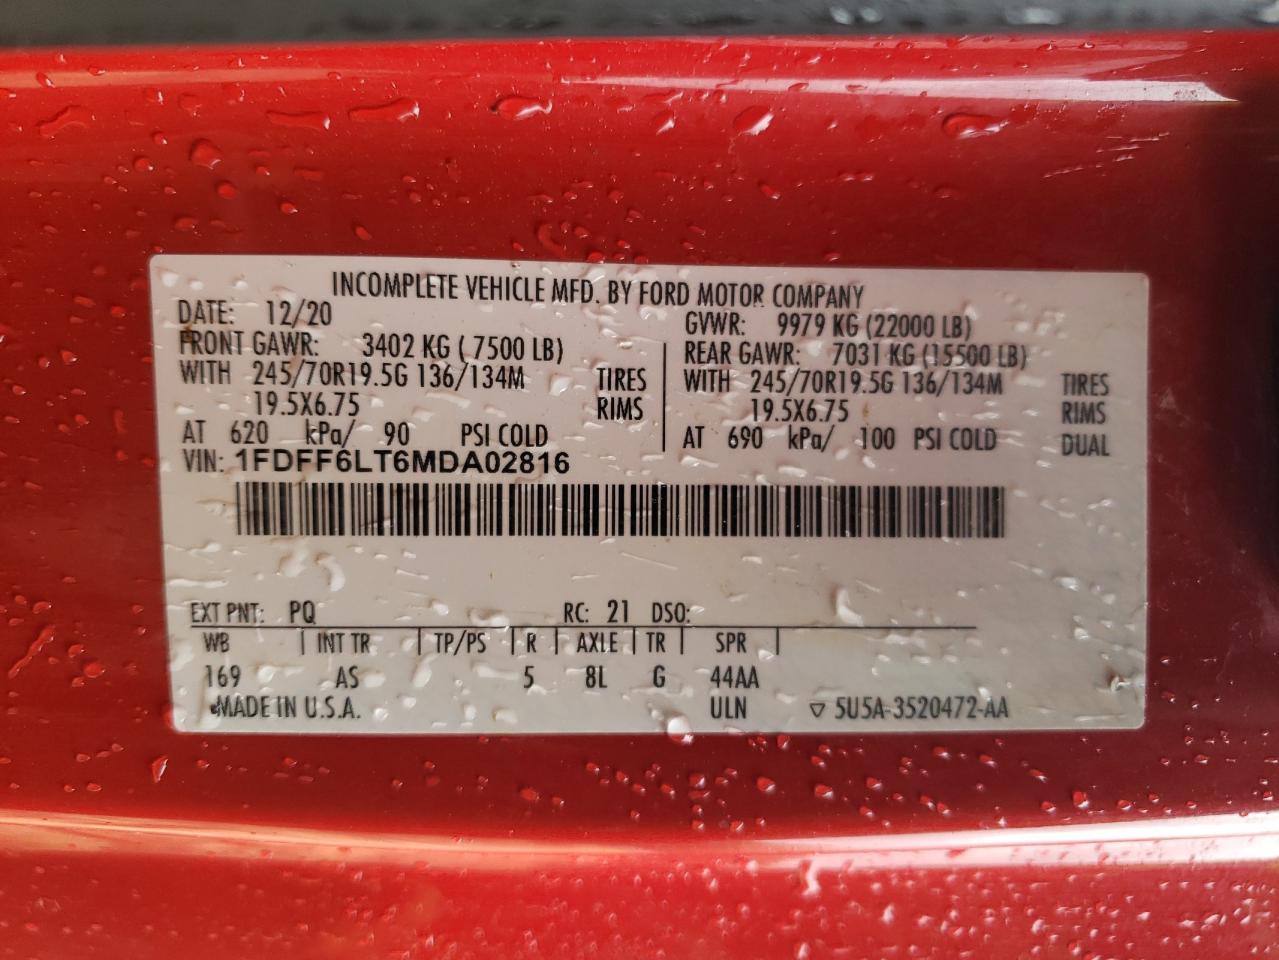 INCOMPLETE VEHICLE MFD. BY FORD MOTOR COMPANY
DATE: 12/20 GVWR: 9979 KG (22000 LB)
FRONT GAWR: 3402 KG ( 7500 LB) REAR GAWR: 7031 KG (15500 LB)
WITH 245/70R19.5G 136/134M TIRES WITH 245/70R19.5G 136/134M TIRES
19.5X6.75 RIMS 19.5X6.75 RIMS
AT 620 kPa/ 90 PSI COLD AT 690 kPa/ 100 PSI COLD DUAL
VIN: 1FDFF6LT6MDA02816
EXT PNT: PQ RC: 21 DSO:
WB | INT TR | TP/PS | R | AXLE | TR | SPR |
169 AS 5 8L G 44AA
MADE IN U.S.A. ULN ▽ 5U5A-3520472-AA